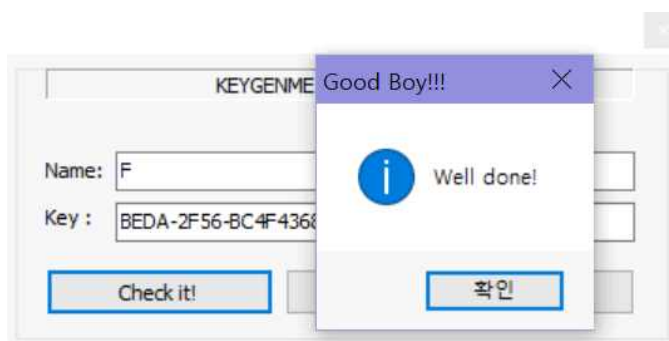 KEYGENME
Good Boy!!!
Name: F
Well done!
Key : BEDA-2F56-BC4F4368
Check it!
확인